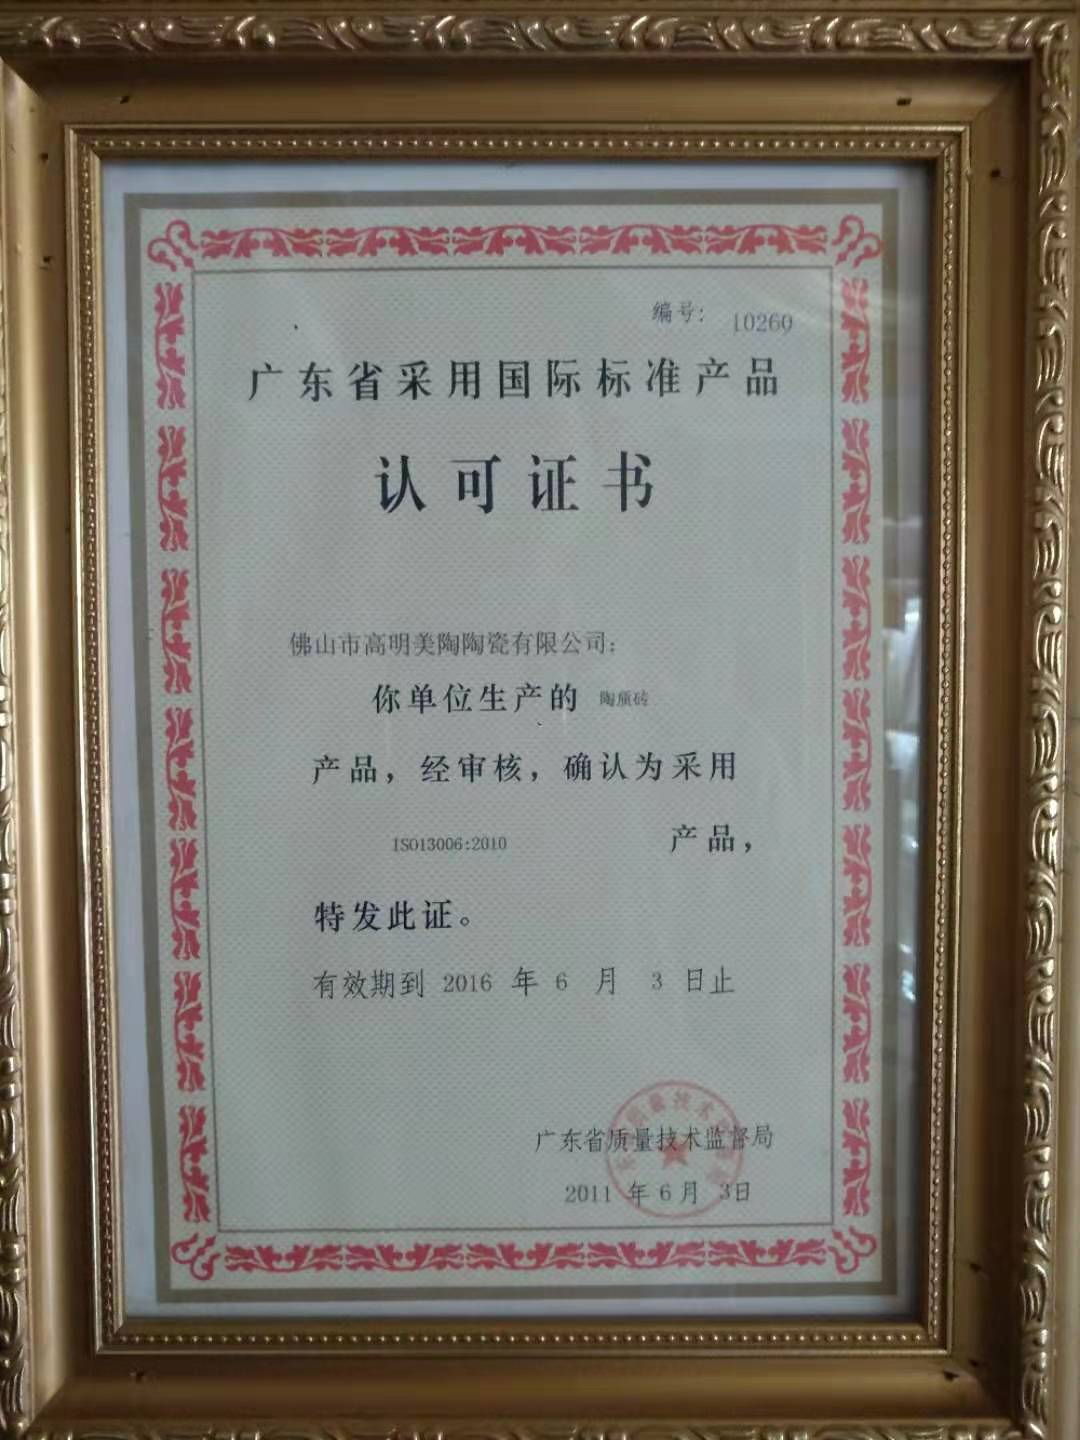 编号: 10260
广东省采用国际标准产品
认可证书
佛山市高明美陶陶瓷有限公司:
你单位生产的 陶质砖
产品，经审核，确认为采用
ISO13006:2010 产品，
特发此证。
有效期到 2016 年 6 月 3 日止
广东省质量技术监督局
2011 年 6 月 3日